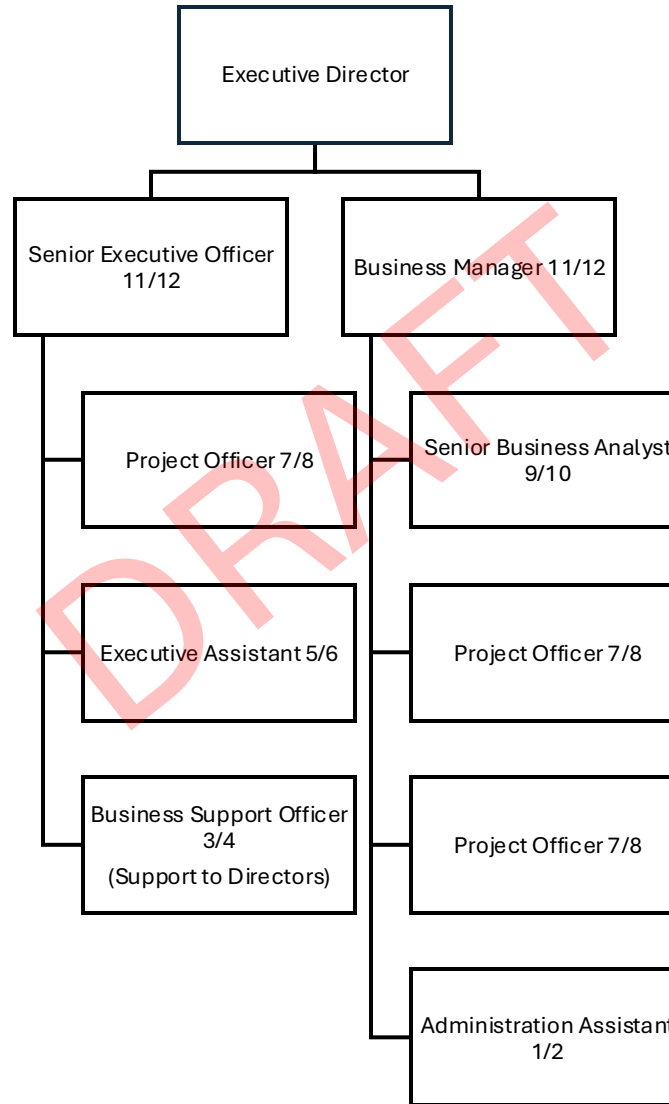 Executive Director
Senior Executive Officer
11/12
Business Manager 11/12
Project Officer 7/8
Senior Business Analyst
9/10
Executive Assistant 5/6
Project Officer 7/8
Business Support Officer
3/4
(Support to Directors)
Project Officer 7/8
Administration Assistant
1/2
DRAFT